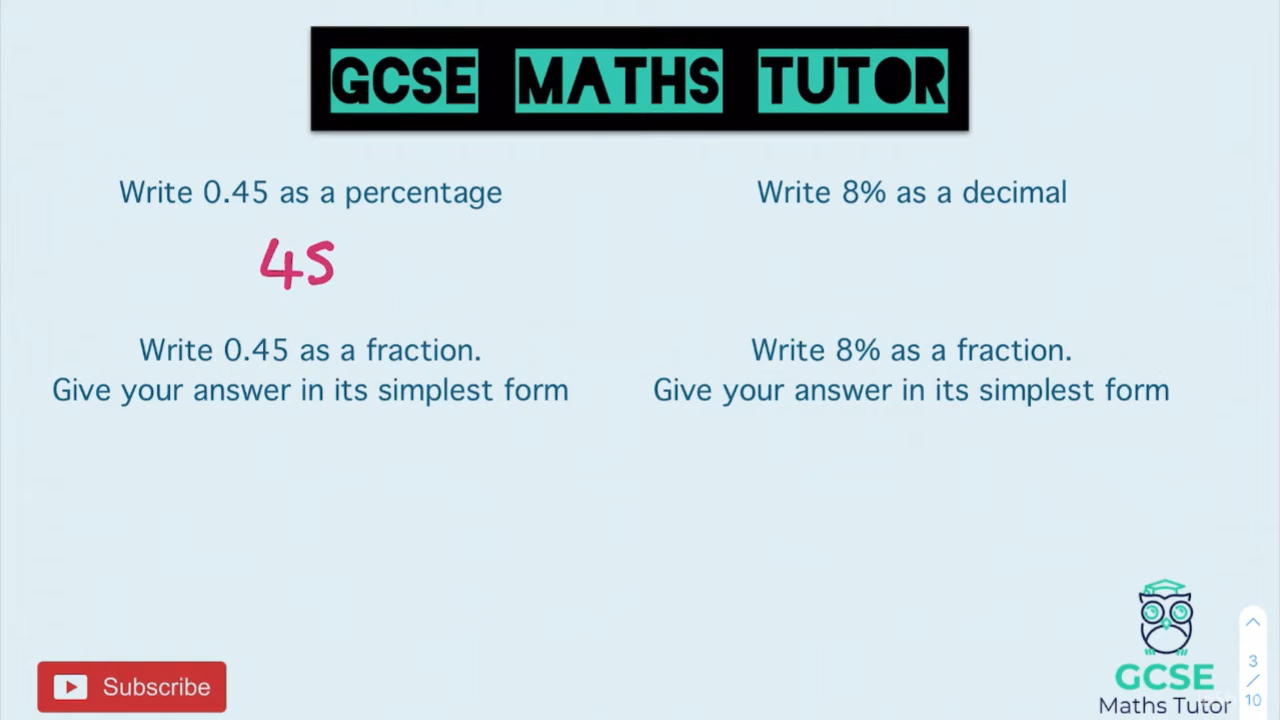 GCSE MATHS TUTOR
Write 0.45 as a percentage
45
Write 8% as a decimal
Write 0.45 as a fraction.
Give your answer in its simplest form
Write 8% as a fraction.
Give your answer in its simplest form
Subscribe
GCSE
Maths Tutor
3
/
10